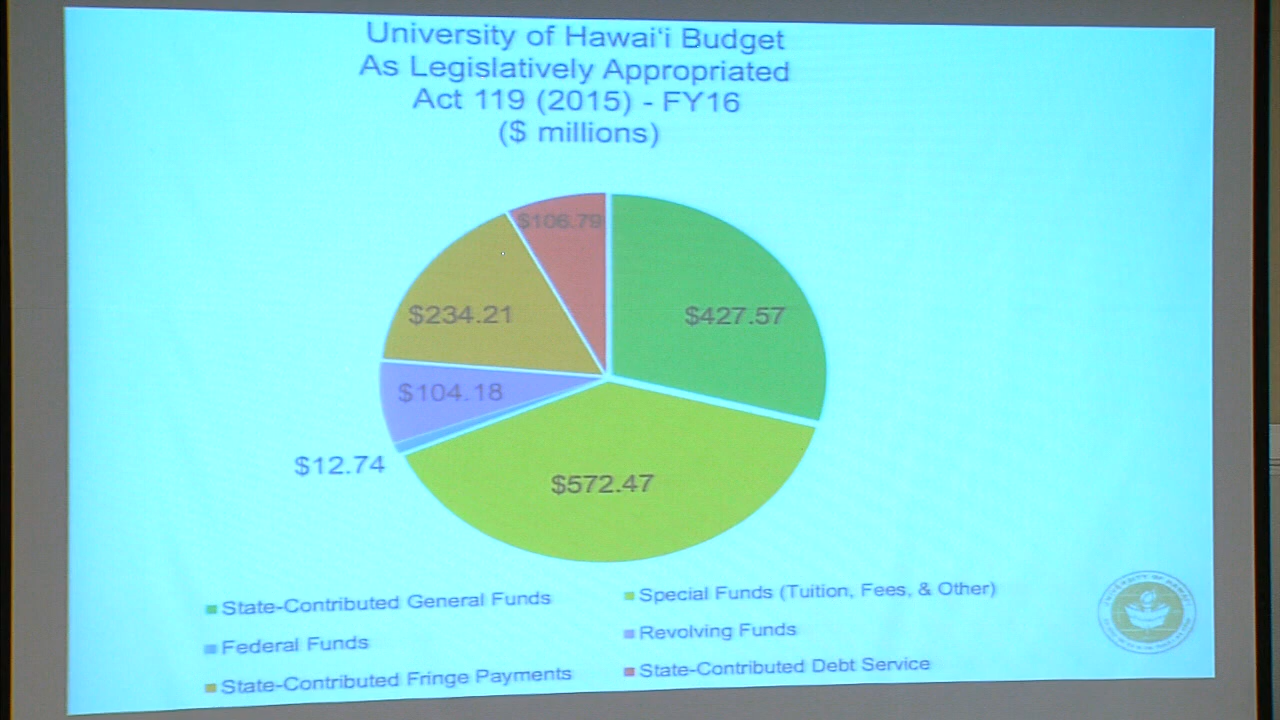 University of Hawai‘i Budget
As Legislatively Appropriated
Act 119 (2015) - FY16
($ millions)
$106.79
$234.21
$427.57
$104.18
$12.74
$572.47
State-Contributed General Funds
Special Funds (Tuition, Fees, & Other)
Federal Funds
Revolving Funds
State-Contributed Fringe Payments
State-Contributed Debt Service